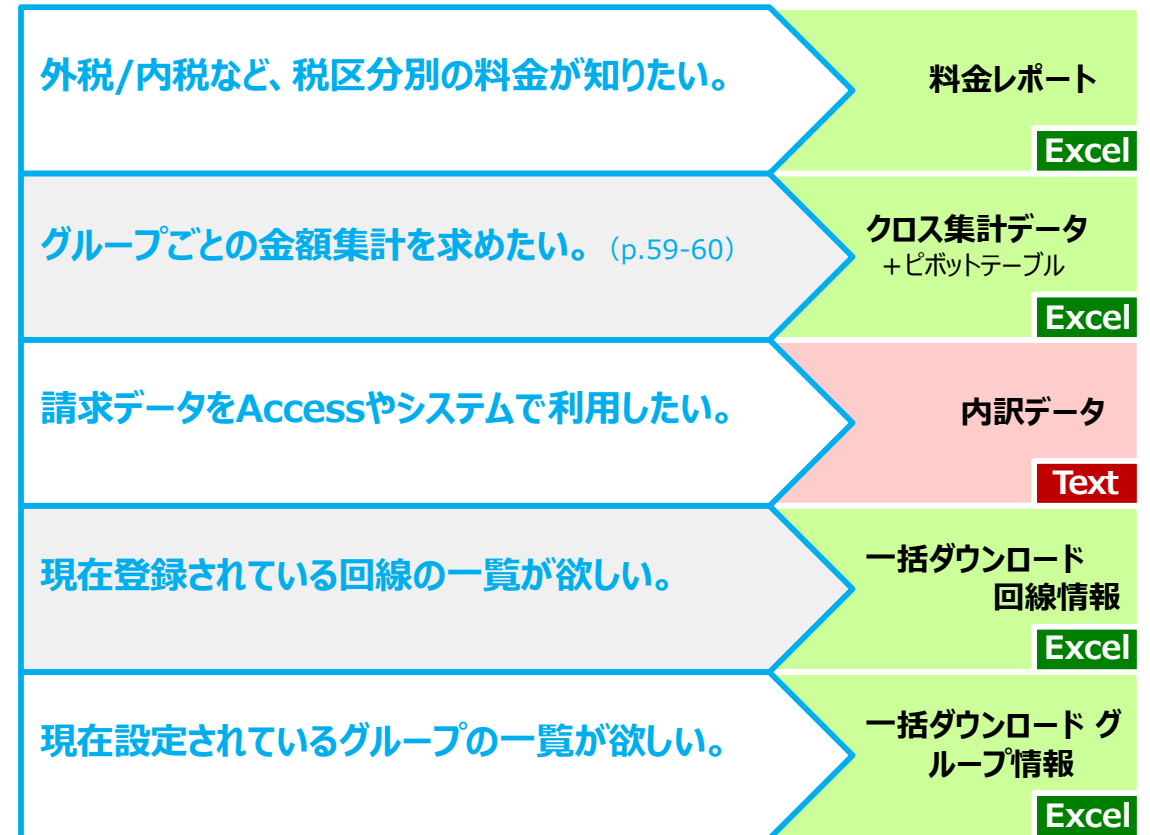 外税/内税など、税区分別の料金が知りたい。
料金レポート
Excel
グループごとの金額集計を求めたい。（p.59-60）
クロス集計データ
＋ピボットテーブル
Excel
請求データをAccessやシステムで利用したい。
内訳データ
Text
現在登録されている回線の一覧が欲しい。
一括ダウンロード
回線情報
Excel
現在設定されているグループの一覧が欲しい。
一括ダウンロード グ
ループ情報
Excel